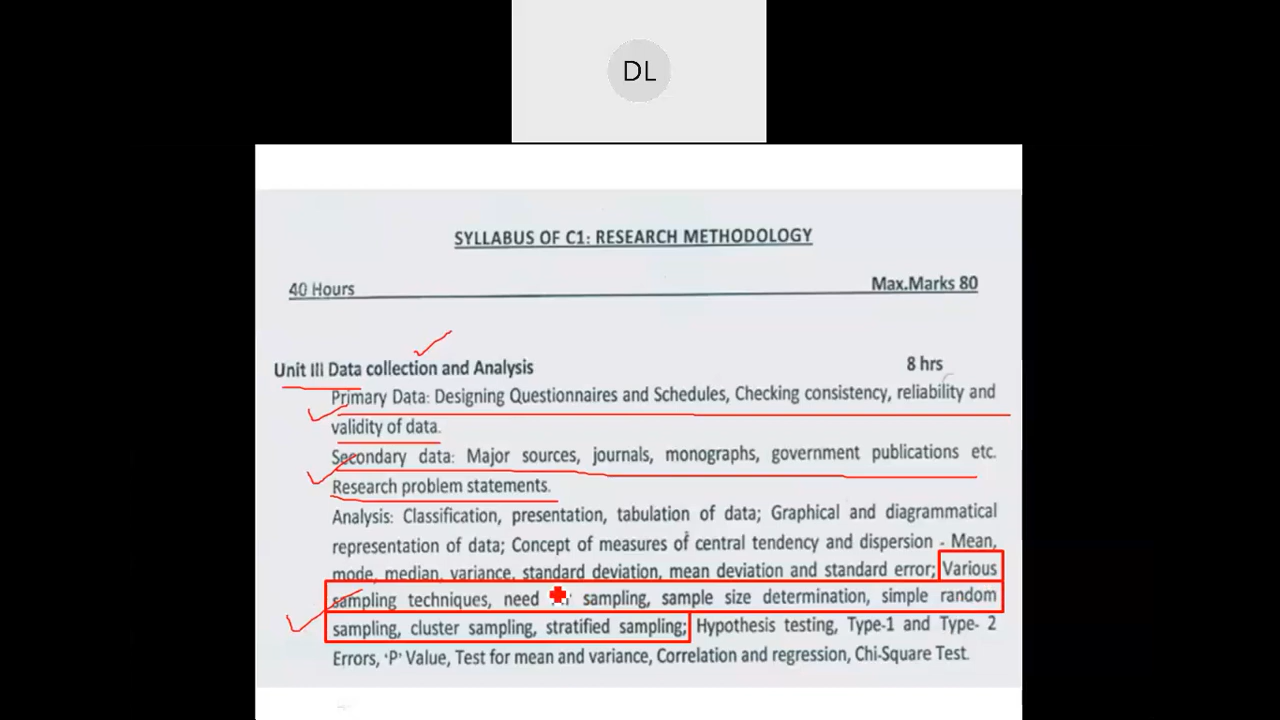 DL
SYLLABUS OF C1: RESEARCH METHODOLOGY
40 Hours Max.Marks 80
Unit III Data collection and Analysis 8 hrs
Primary Data: Designing Questionnaires and Schedules, Checking consistency, reliability and
validity of data.
Secondary data: Major sources, journals, monographs, government publications etc.
Research problem statements.
Analysis: Classification, presentation, tabulation of data; Graphical and diagrammatical
representation of data; Concept of measures of central tendency and dispersion - Mean,
mode, median, variance, standard deviation, mean deviation and standard error; Various
sampling techniques, need sampling, sample size determination, simple random
sampling, cluster sampling, stratified sampling; Hypothesis testing, Type-1 and Type- 2
Errors, 'P' Value, Test for mean and variance, Correlation and regression, Chi-Square Test.